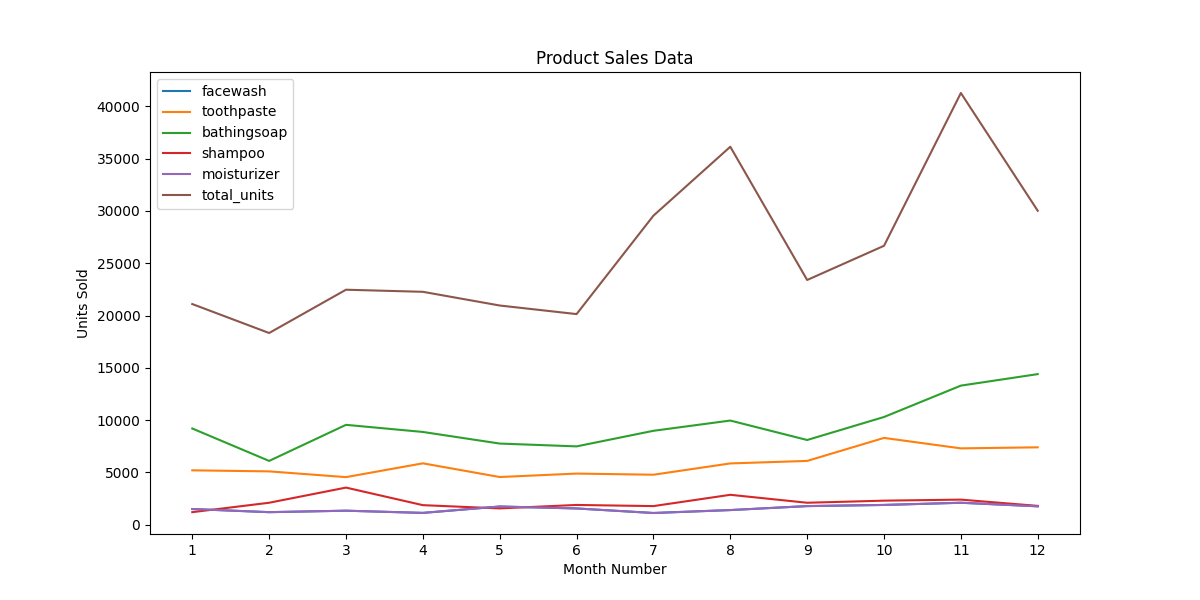 Product Sales Data
facewash
toothpaste
bathingsoap
shampoo
moisturizer
total_units
40000
35000
30000
25000
20000
15000
10000
5000
0
Units Sold
1 2 3 4 5 6 7 8 9 10 11 12
Month Number